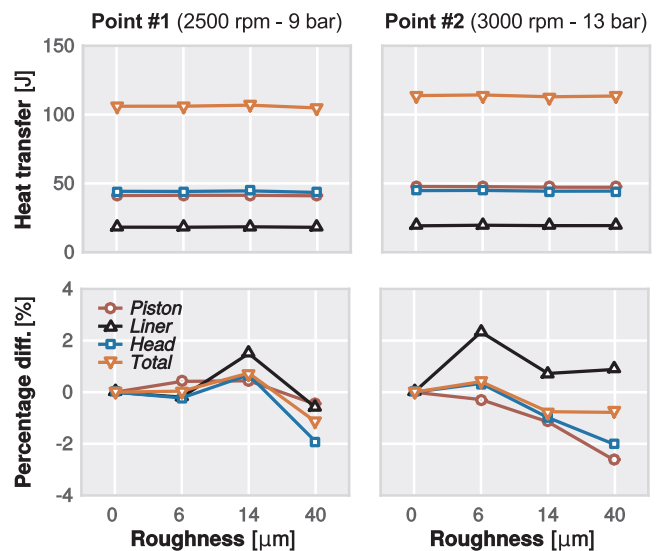 Point #1 (2500 rpm - 9 bar)
Point #2 (3000 rpm - 13 bar)
Heat transfer [J]
150
100
50
0
Percentage diff. [%]
4
2
0
-2
-4
Piston
Liner
Head
Total
0 6 14 40
Roughness [μm]
0 6 14 40
Roughness [μm]